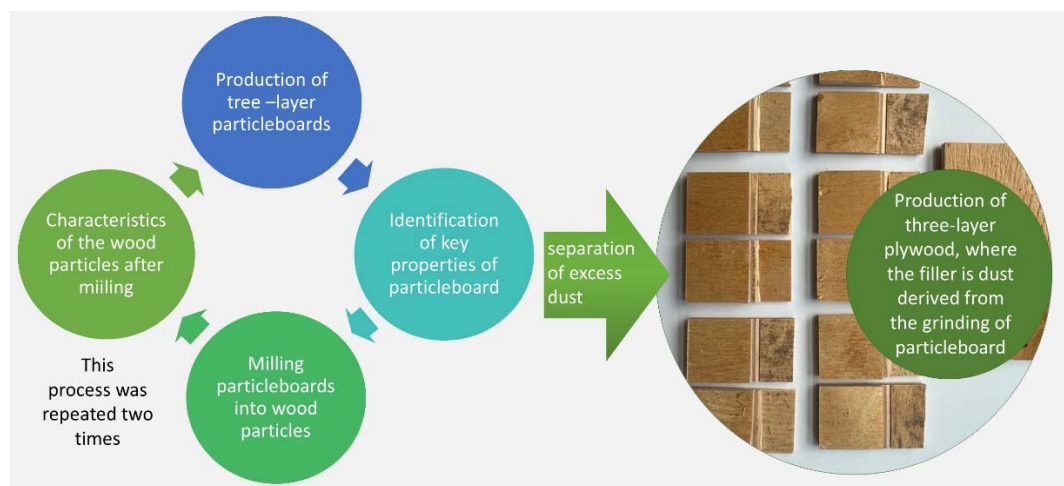 Production of
tree –layer
particleboards
Identification
of key
properties of
particleboard
Milling
particleboards
into wood
particles
Characteristics
of the wood
particles after
miiling
This
process was
repeated two
times
separation
of excess
dust
Production of
three-layer
plywood, where
the filler is dust
derived from
the grinding of
particleboard